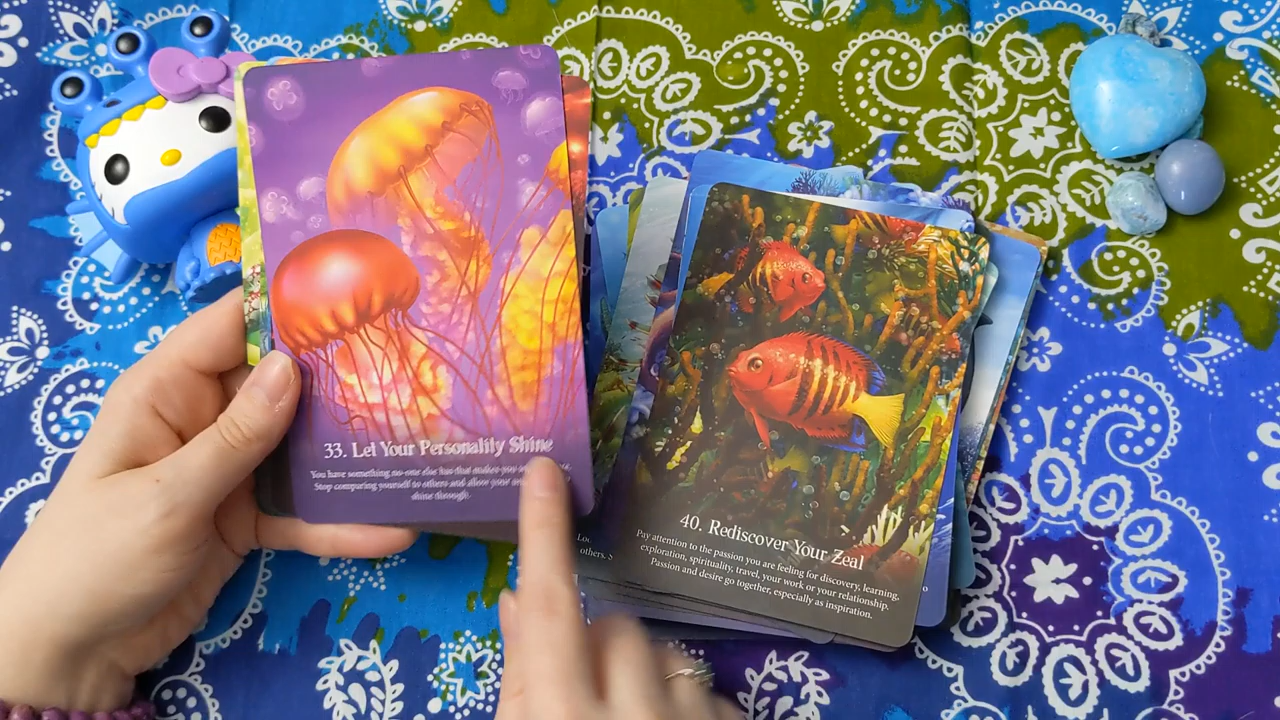 33. Let Your Personality Shine
You have something no-one else has that makes you
Stop comparing yourself to others and allow your
shine through.
40. Rediscover Your Zeal
Pay attention to the passion you are feeling for discovery, learning,
exploration, spirituality, travel, your work or your relationship.
Passion and desire go together, especially as inspiration.
others.